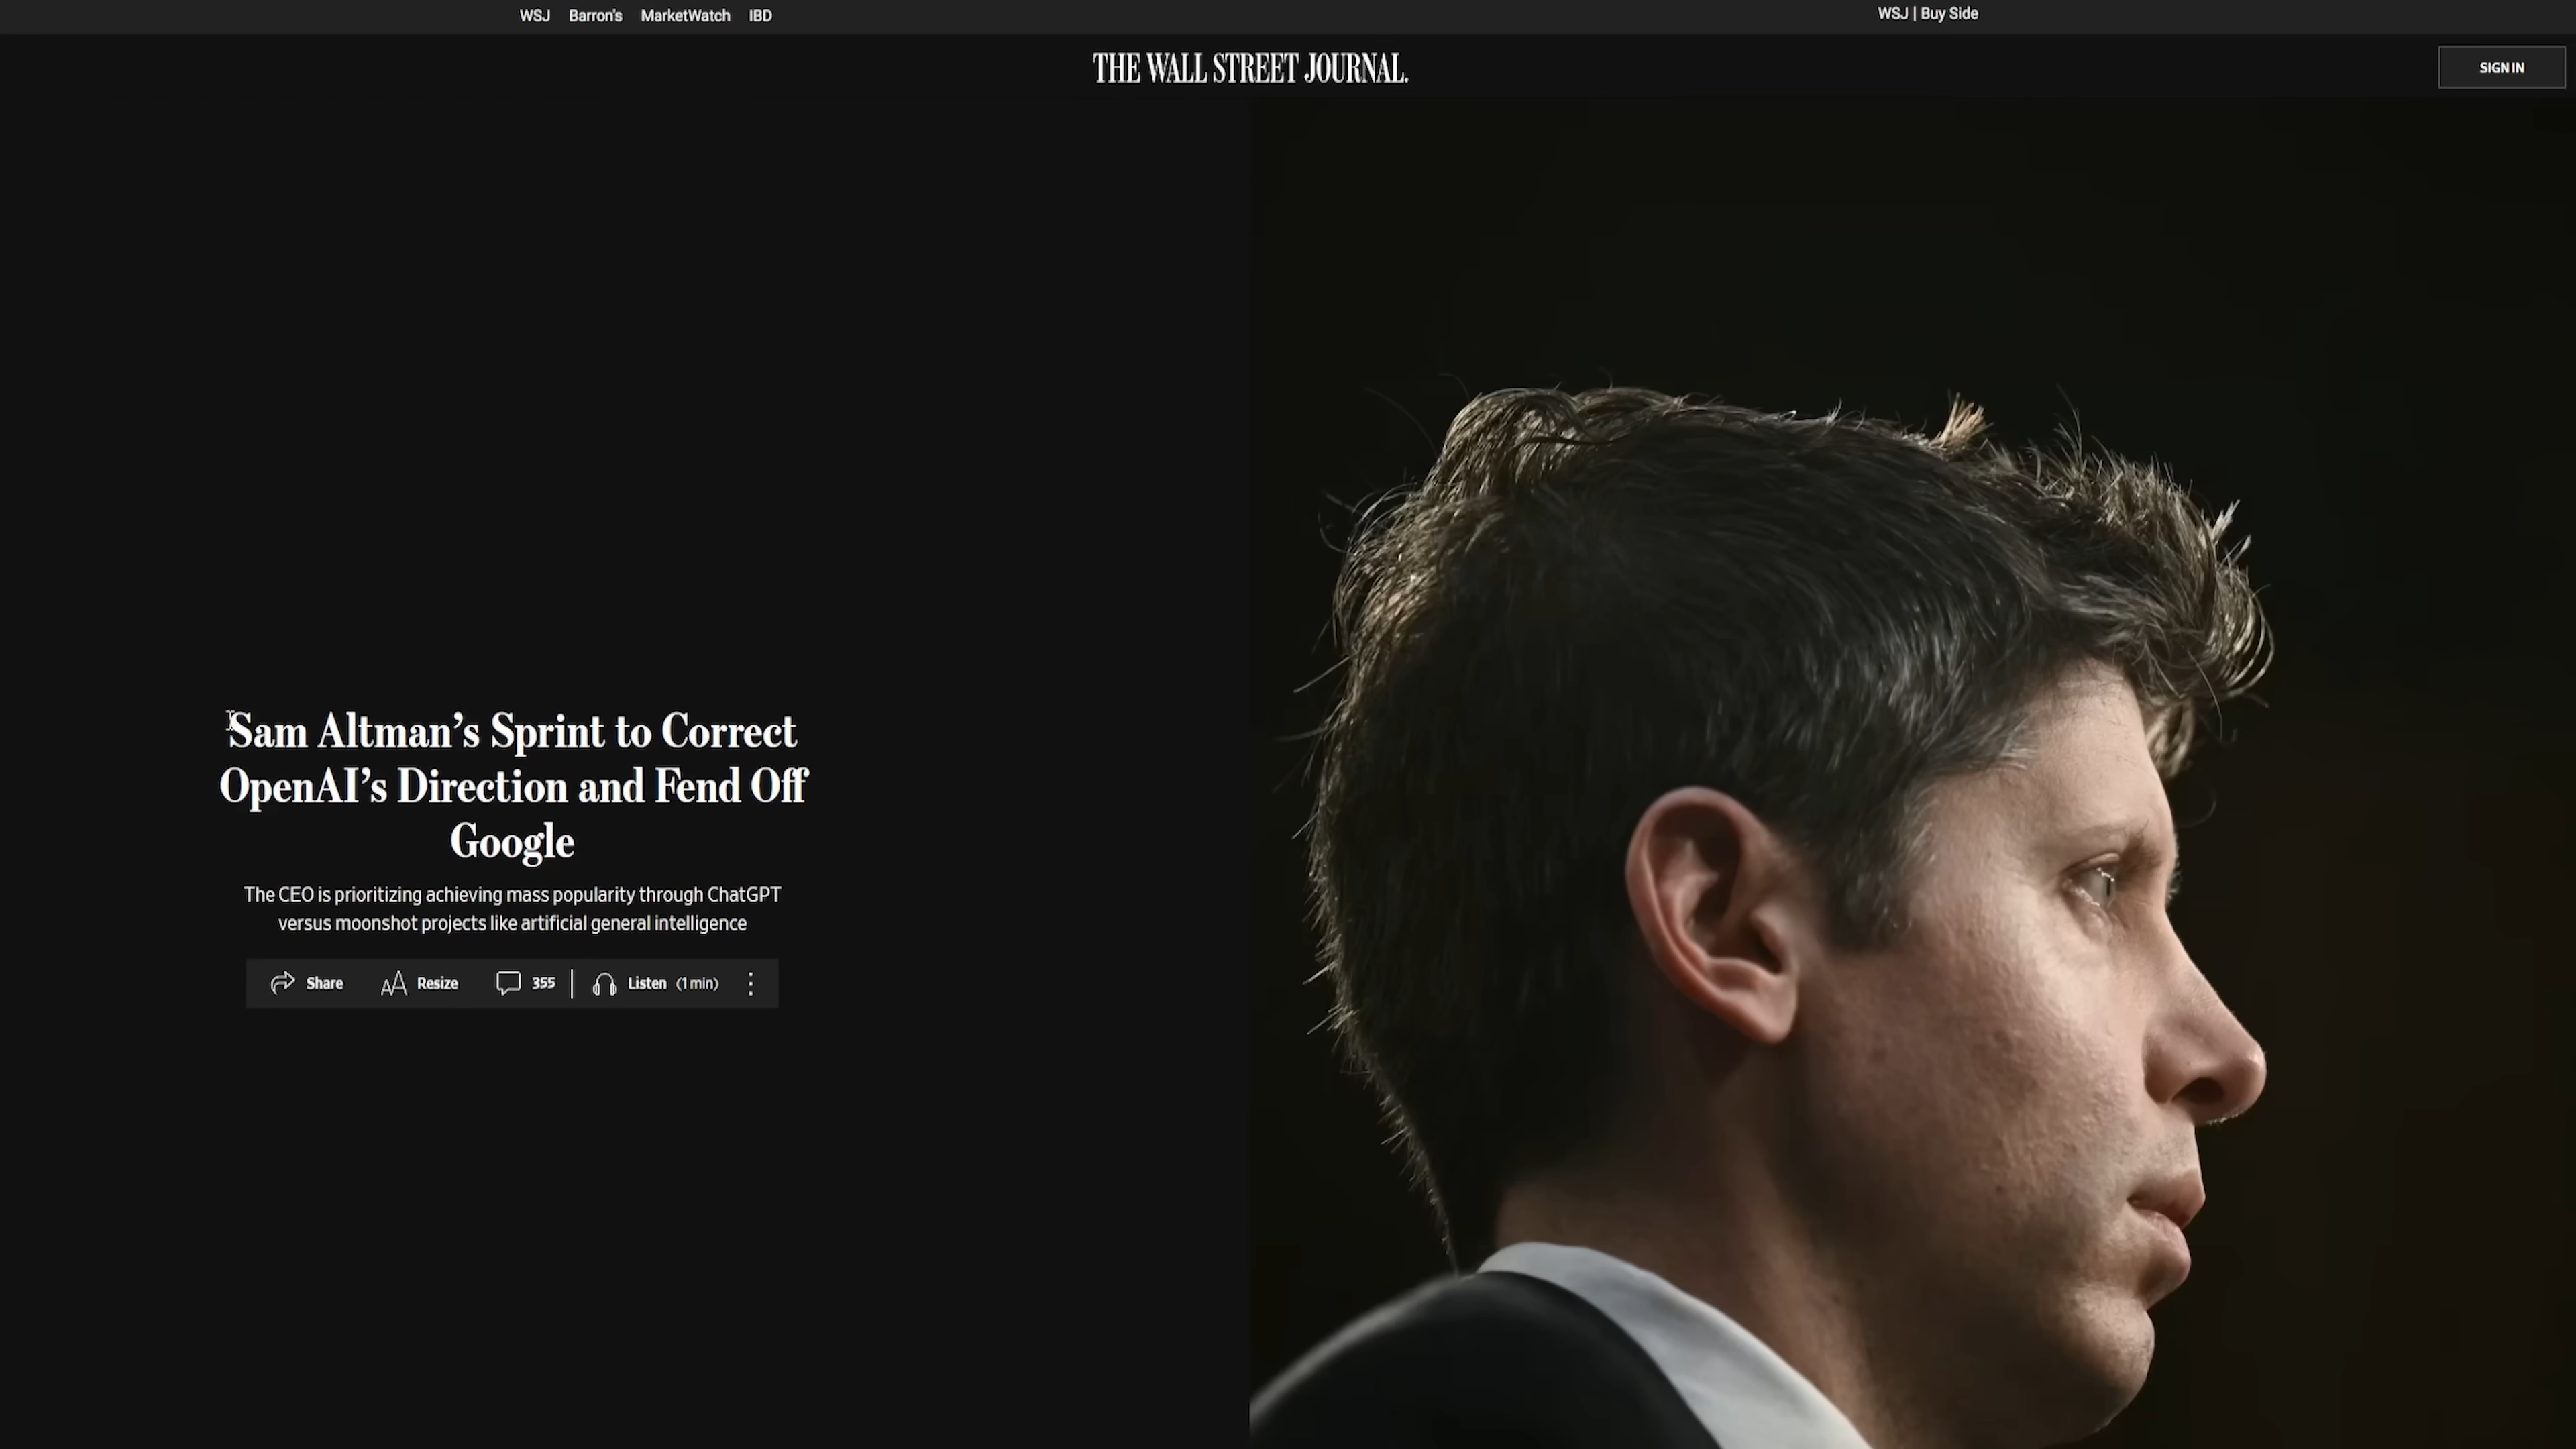 WSJ Barron's MarketWatch IBD
WSJ | Buy Side
THE WALL STREET JOURNAL.
SIGN IN
Sam Altman’s Sprint to Correct
OpenAI’s Direction and Fend Off
Google
The CEO is prioritizing achieving mass popularity through ChatGPT
versus moonshot projects like artificial general intelligence
Share AA Resize 355 Listen (1 min)